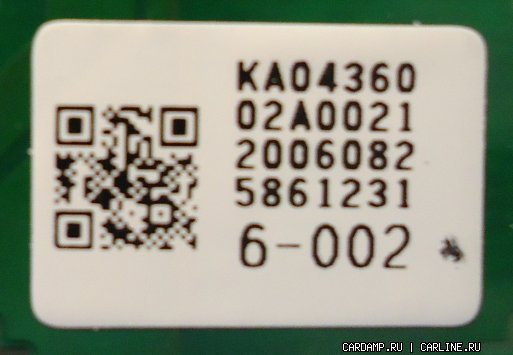 KA04360
02A0021
2006082
5861231
6-002
CARDAMP.RU | CARLINE.RU